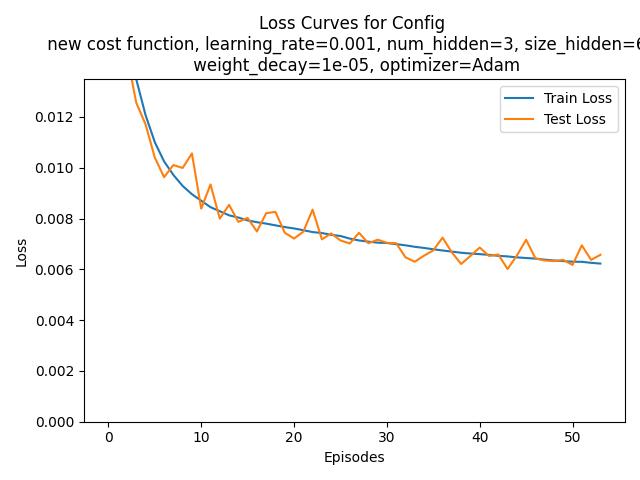 Loss Curves for Config
new cost function, learning_rate=0.001, num_hidden=3, size_hidden=6
weight_decay=1e-05, optimizer=Adam
Train Loss
Test Loss
0.012
0.010
0.008
0.006
0.004
0.002
0.000
Loss
0 10 20 30 40 50
Episodes